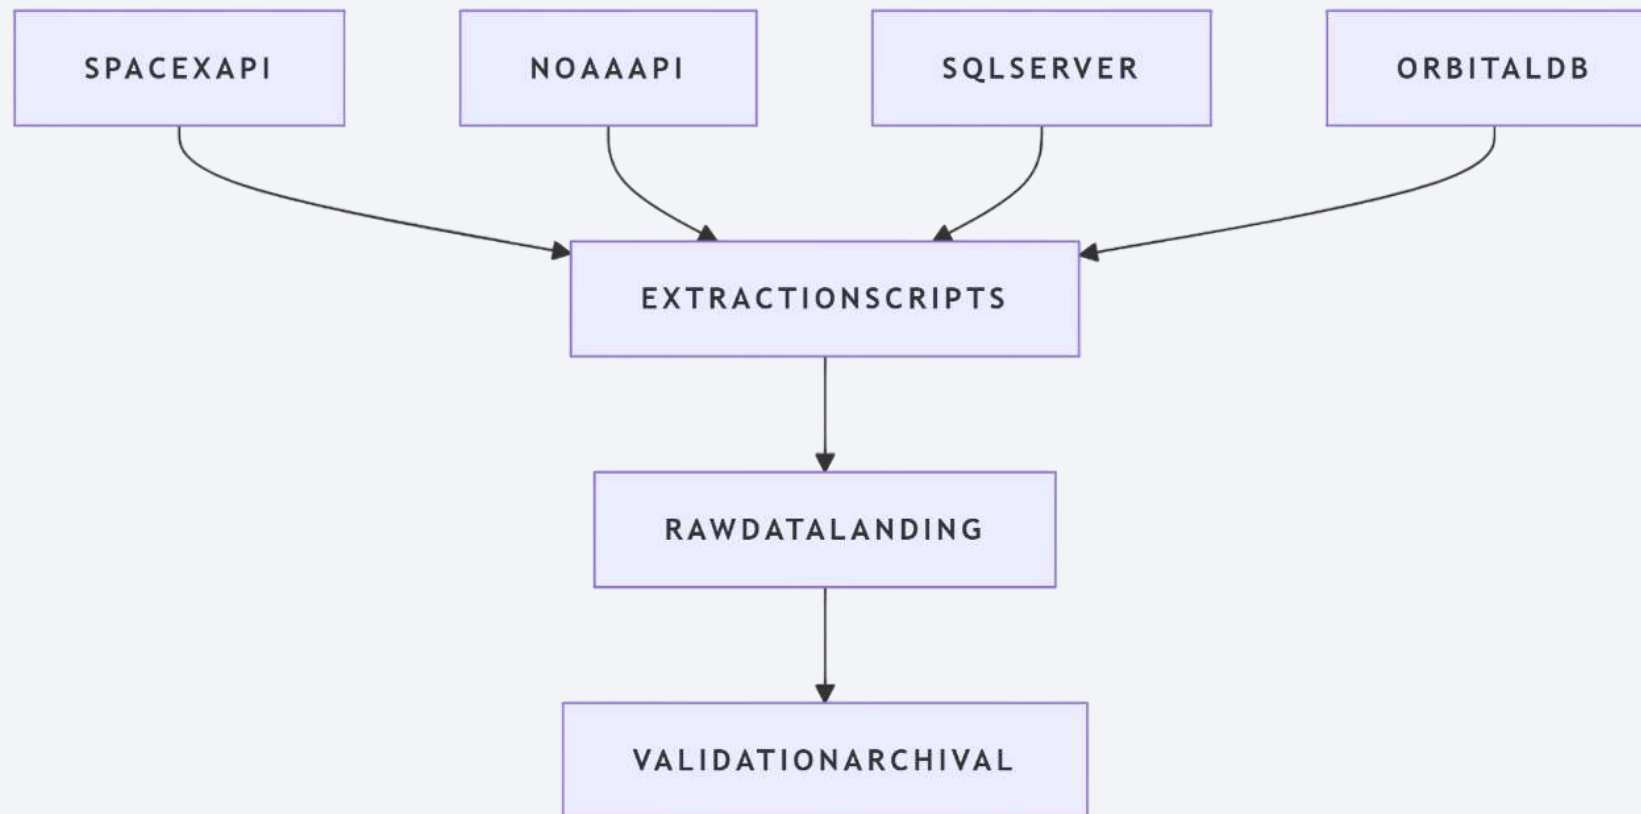 SPACEXAPI
NOAAAPI
SQLSERVER
ORBITALDB
EXTRACTIONSCRIPTS
RAWDATALANDING
VALIDATIONARCHIVAL